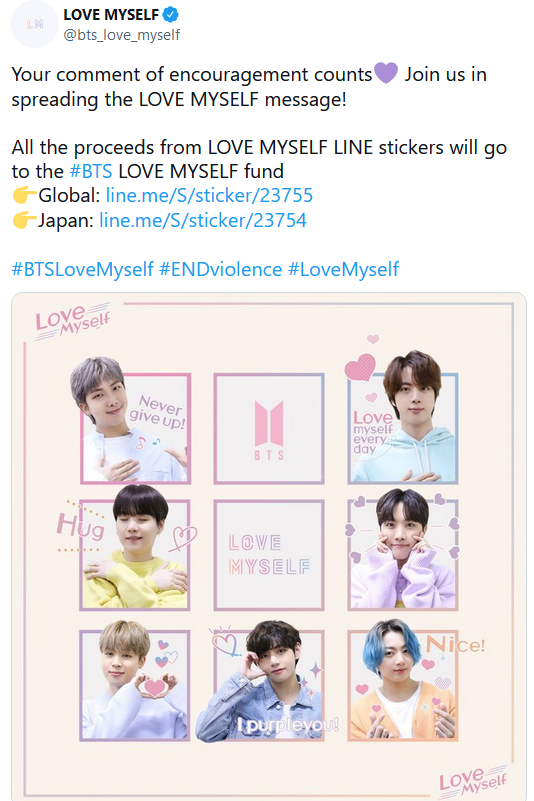 LM
LOVE MYSELF
@bts_love_myself
Your comment of encouragement counts💜 Join us in
spreading the LOVE MYSELF message!
All the proceeds from LOVE MYSELF LINE stickers will go
to the #BTS LOVE MYSELF fund
👉Global: line.me/S/sticker/23755
👉Japan: line.me/S/sticker/23754
#BTSLoveMyself #ENDviolence #LoveMyself
Love
Myself
Never
give up!
BTS
Love
myself
every
day
Hug
LOVE
MYSELF
I purple you!
Nice!
Love
Myself